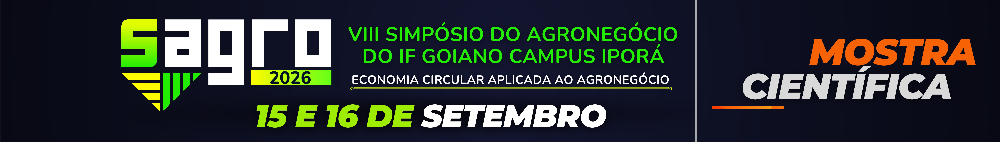 sagro
2026
VIII SIMPÓSIO DO AGRONEGÓCIO
DO IF GOIANO CAMPUS IPORÁ
ECONOMIA CIRCULAR APLICADA AO AGRONEGÓCIO
15 E 16 DE SETEMBRO
MOSTRA
CIENTÍFICA